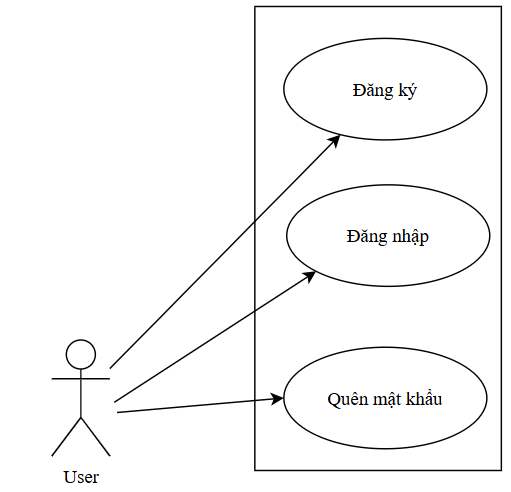 Đăng ký
Đăng nhập
Quên mật khẩu
User